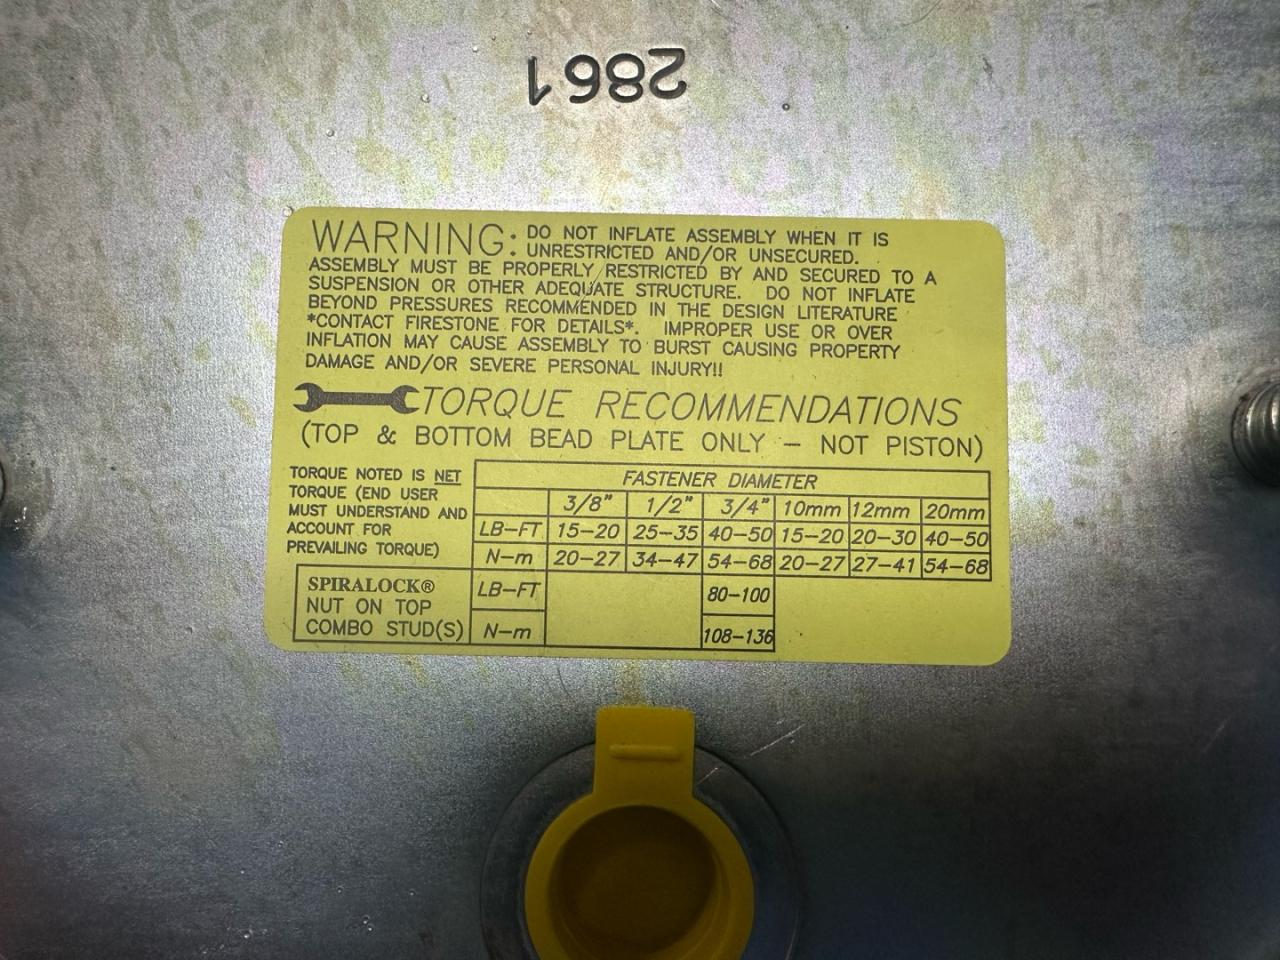 2861
WARNING: DO NOT INFLATE ASSEMBLY WHEN IT IS
UNRESTRICTED AND/OR UNSECURED.
ASSEMBLY MUST BE PROPERLY RESTRICTED BY AND SECURED TO A
SUSPENSION OR OTHER ADEQUATE STRUCTURE. DO NOT INFLATE
BEYOND PRESSURES RECOMMENDED IN THE DESIGN LITERATURE
*CONTACT FIRESTONE FOR DETAILS*. IMPROPER USE OR OVER
INFLATION MAY CAUSE ASSEMBLY TO BURST CAUSING PROPERTY
DAMAGE AND/OR SEVERE PERSONAL INJURY!!
TORQUE RECOMMENDATIONS
(TOP & BOTTOM BEAD PLATE ONLY – NOT PISTON)
TORQUE NOTED IS NET
TORQUE (END USER
MUST UNDERSTAND AND
ACCOUNT FOR
PREVAILING TORQUE)
FASTENER DIAMETER
3/8" 1/2" 3/4" 10mm 12mm 20mm
LB–FT 15–20 25–35 40–50 15–20 20–30 40–50
N–m 20–27 34–47 54–68 20–27 27–41 54–68
SPIRALOCK®
NUT ON TOP
COMBO STUD(S)
LB–FT 80–100
N–m 108–136